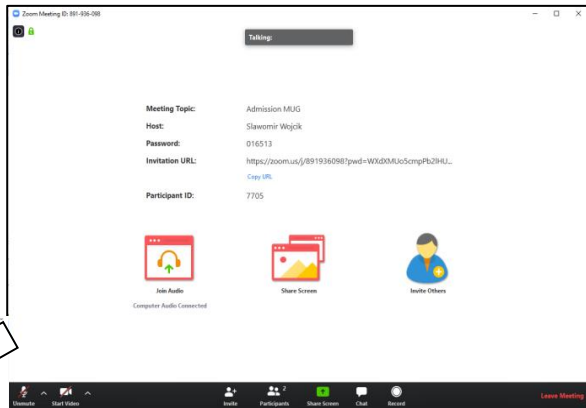 Zoom Meeting ID: 891-936-098
Talking:
Meeting Topic: Admission MUG
Host: Slawomir Wojcik
Password: 016513
Invitation URL: https://zoom.us/j/891936098?pwd=WXdXMUo5cmpPb2lHU...
Copy URL
Participant ID: 7705
Join Audio Share Screen Invite Others
Computer Audio Connected
2
Unmute Start Video Invite Participants Share Screen Chat Record Leave Meeting